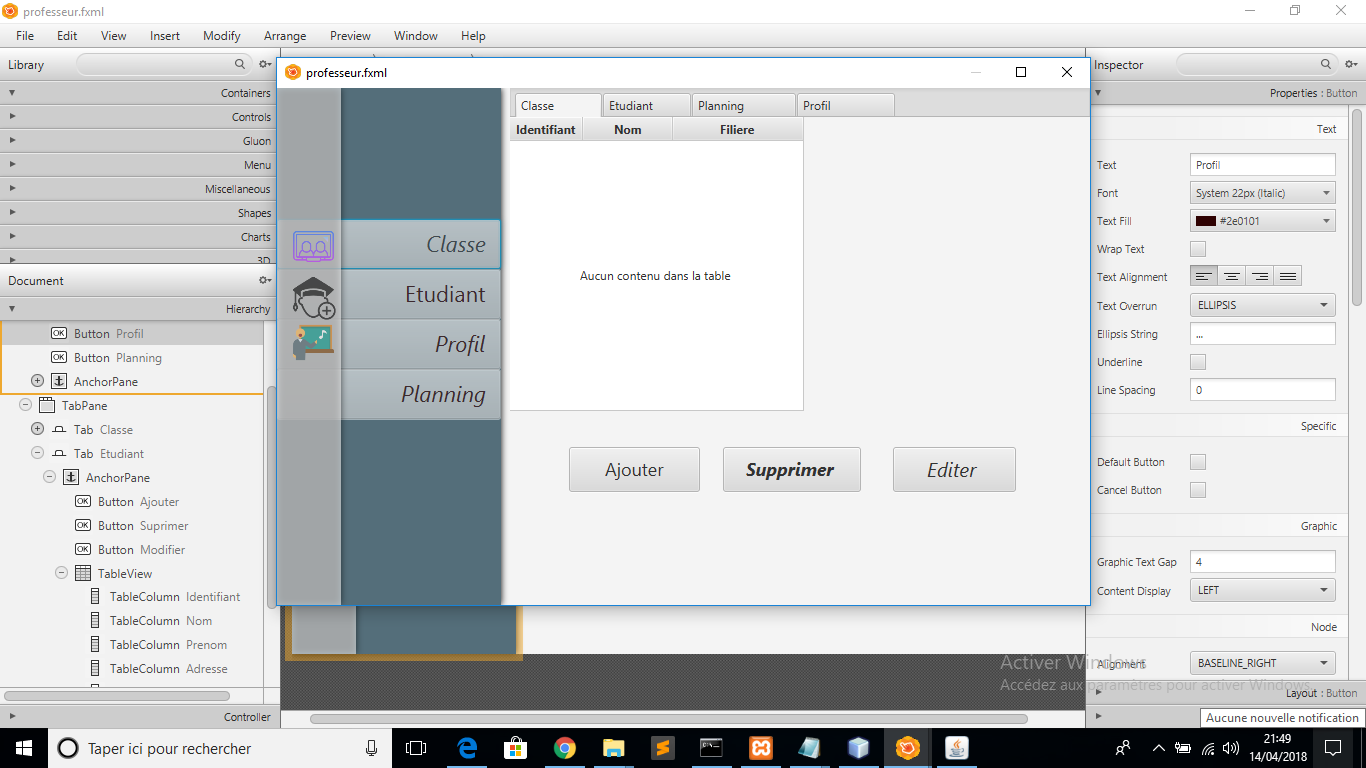 professeur.fxml
File Edit View Insert Modify Arrange Preview Window Help
Library
Containers
Controls
Gluon
Menu
Miscellaneous
Shapes
Charts
3D
Document
Hierarchy
Button Profil
Button Planning
AnchorPane
TabPane
Tab Classe
Tab Etudiant
AnchorPane
Button Ajouter
Button Suprimer
Button Modifier
TableView
TableColumn Identifiant
TableColumn Nom
TableColumn Prenom
TableColumn Adresse
Controller
professeur.fxml
Classe
Etudiant
Profil
Planning
Classe Etudiant Planning Profil
Identifiant Nom Filiere
Aucun contenu dans la table
Ajouter Supprimer Editer
Inspector
Properties : Button
Text
Text Profil
Font System 22px (Italic)
Text Fill #2e0101
Wrap Text
Text Alignment
Text Overrun ELLIPSIS
Ellipsis String ...
Underline
Line Spacing 0
Specific
Default Button
Cancel Button
Graphic
Graphic Text Gap 4
Content Display LEFT
Node
Alignment BASELINE_RIGHT
Layout : Button
Activer Windows
Accédez aux paramètres pour activer Windows.
Aucune nouvelle notification
Taper ici pour rechercher
21:49
14/04/2018